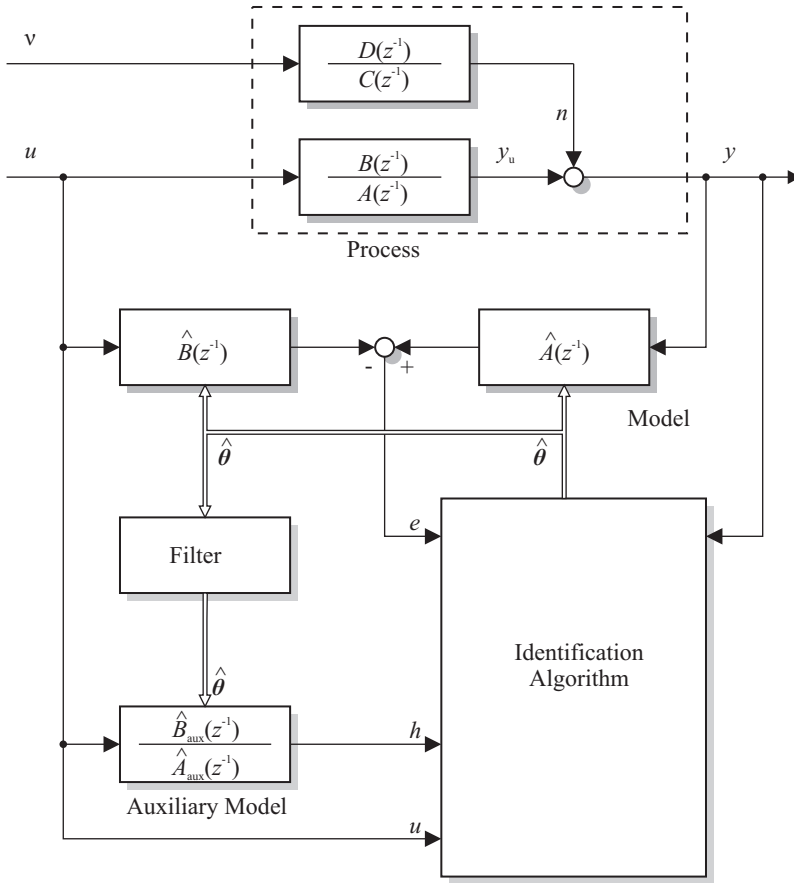 ν
D(z⁻¹)
C(z⁻¹)
n
u
B(z⁻¹)
A(z⁻¹)
yᵤ
y
Process
B̂(z⁻¹)
- +
Â(z⁻¹)
Model
θ̂ θ̂
e
Filter
Identification
Algorithm
θ̂
B̂aux(z⁻¹)
Âaux(z⁻¹)
h
Auxiliary Model
u